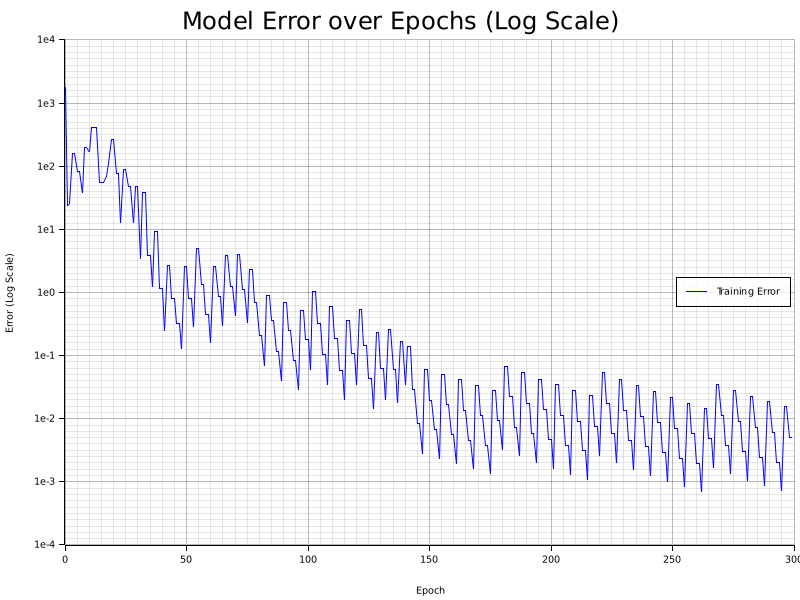 Model Error over Epochs (Log Scale)
1e4
1e3
1e2
1e1
1e0
1e-1
1e-2
1e-3
1e-4
Error (Log Scale)
Training Error
0 50 100 150 200 250 300
Epoch